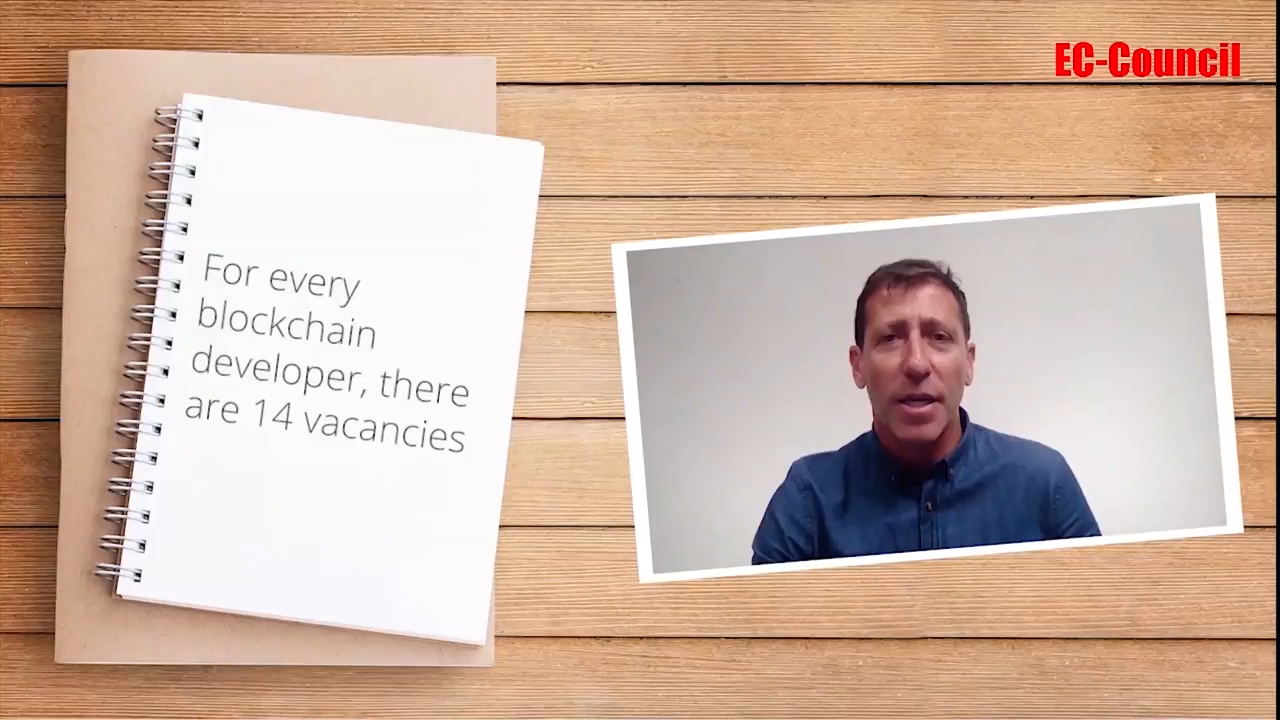 EC-Council
For every
blockchain
developer, there
are 14 vacancies